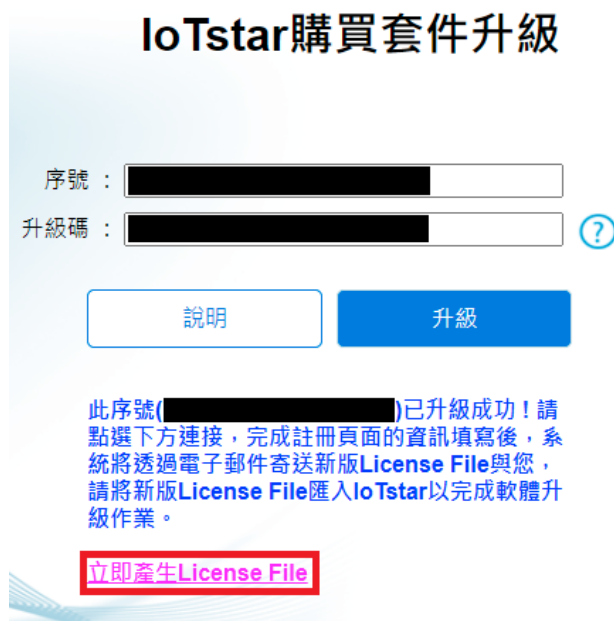 IoTstar購買套件升級
序號 :
升級碼 :
?
說明
升級
此序號( )已升級成功！請
點選下方連接，完成註冊頁面的資訊填寫後，系
統將透過電子郵件寄送新版License File與您，
請將新版License File匯入IoTstar以完成軟體升
級作業。
立即產生License File